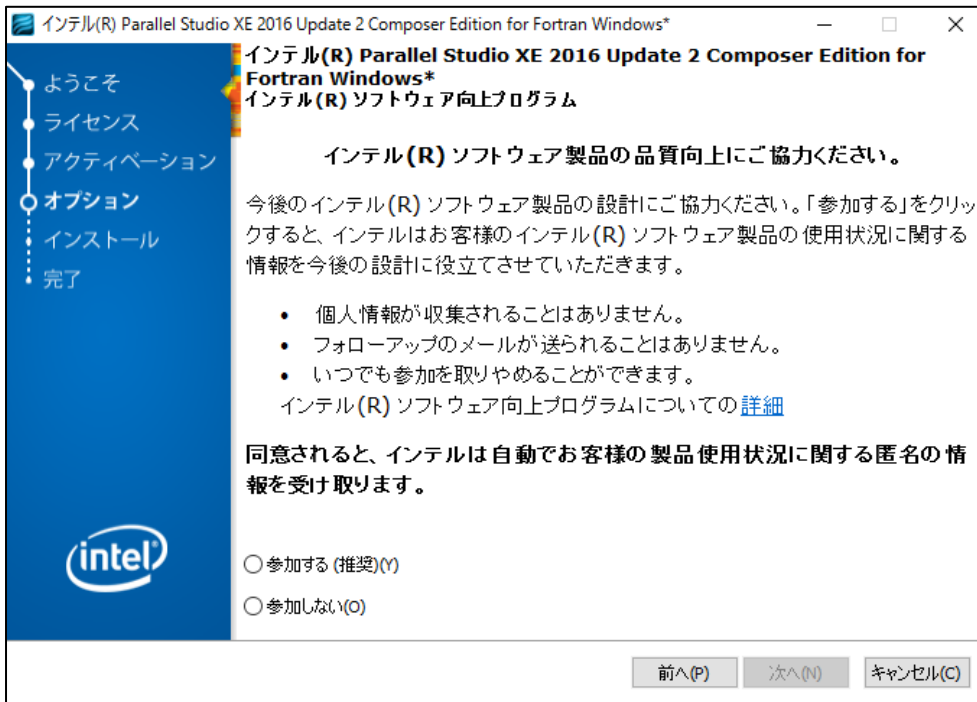 インテル(R) Parallel Studio XE 2016 Update 2 Composer Edition for Fortran Windows*
ようこそ
ライセンス
アクティベーション
オプション
インストール
完了
インテル(R) Parallel Studio XE 2016 Update 2 Composer Edition for
Fortran Windows*
インテル(R) ソフトウェア向上プログラム
インテル(R) ソフトウェア製品の品質向上にご協力ください。
今後のインテル(R) ソフトウェア製品の設計にご協力ください。「参加する」をクリッ
クすると、インテルはお客様のインテル(R) ソフトウェア製品の使用状況に関する
情報を今後の設計に役立てさせていただきます。
• 個人情報が収集されることはありません。
• フォローアップのメールが送られることはありません。
• いつでも参加を取りやめることができます。
インテル(R) ソフトウェア向上プログラムについての詳細
同意されると、インテルは自動でお客様の製品使用状況に関する匿名の情
報を受け取ります。
参加する (推奨)(Y)
参加しない(O)
intel
前へ(P)
次へ(N)
キャンセル(C)